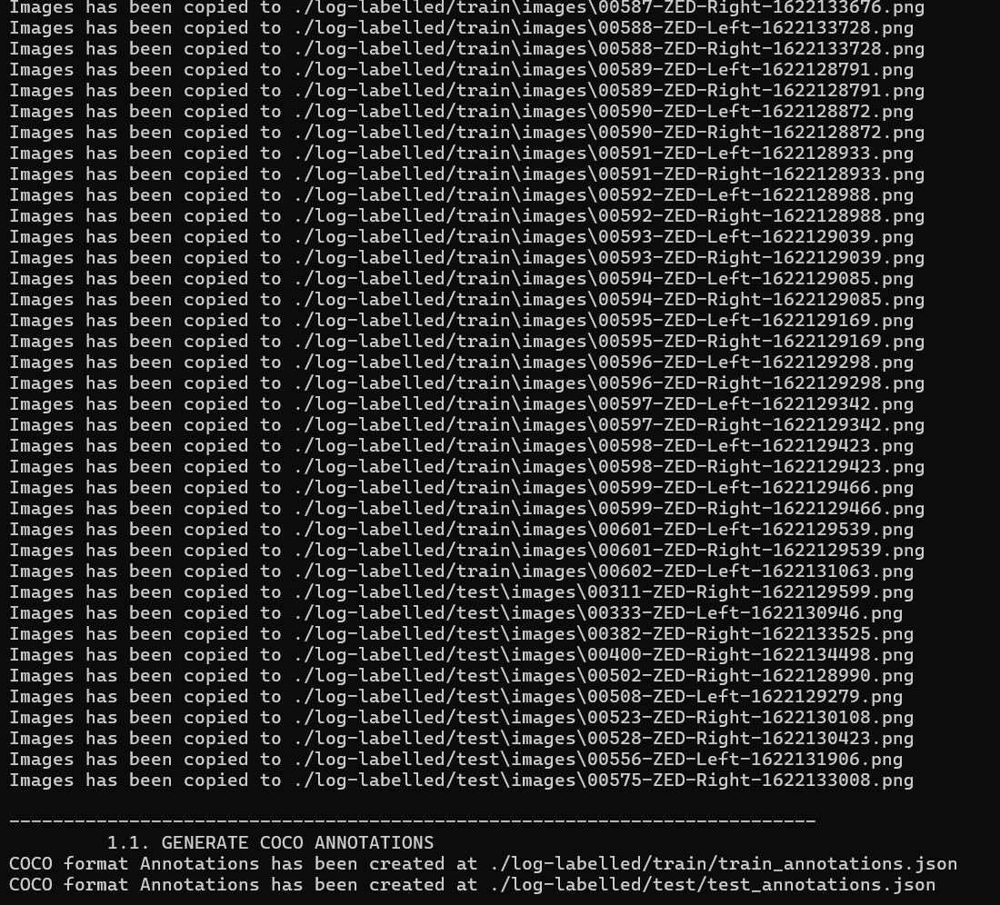 Images has been copied to ./log-labelled/train\images\00587-ZED-Right-1622133676.png
Images has been copied to ./log-labelled/train\images\00588-ZED-Left-1622133728.png
Images has been copied to ./log-labelled/train\images\00588-ZED-Right-1622133728.png
Images has been copied to ./log-labelled/train\images\00589-ZED-Left-1622128791.png
Images has been copied to ./log-labelled/train\images\00589-ZED-Right-1622128791.png
Images has been copied to ./log-labelled/train\images\00590-ZED-Left-1622128872.png
Images has been copied to ./log-labelled/train\images\00590-ZED-Right-1622128872.png
Images has been copied to ./log-labelled/train\images\00591-ZED-Left-1622128933.png
Images has been copied to ./log-labelled/train\images\00591-ZED-Right-1622128933.png
Images has been copied to ./log-labelled/train\images\00592-ZED-Left-1622128988.png
Images has been copied to ./log-labelled/train\images\00592-ZED-Right-1622128988.png
Images has been copied to ./log-labelled/train\images\00593-ZED-Left-1622129039.png
Images has been copied to ./log-labelled/train\images\00593-ZED-Right-1622129039.png
Images has been copied to ./log-labelled/train\images\00594-ZED-Left-1622129085.png
Images has been copied to ./log-labelled/train\images\00594-ZED-Right-1622129085.png
Images has been copied to ./log-labelled/train\images\00595-ZED-Left-1622129169.png
Images has been copied to ./log-labelled/train\images\00595-ZED-Right-1622129169.png
Images has been copied to ./log-labelled/train\images\00596-ZED-Left-1622129298.png
Images has been copied to ./log-labelled/train\images\00596-ZED-Right-1622129298.png
Images has been copied to ./log-labelled/train\images\00597-ZED-Left-1622129342.png
Images has been copied to ./log-labelled/train\images\00597-ZED-Right-1622129342.png
Images has been copied to ./log-labelled/train\images\00598-ZED-Left-1622129423.png
Images has been copied to ./log-labelled/train\images\00598-ZED-Right-1622129423.png
Images has been copied to ./log-labelled/train\images\00599-ZED-Left-1622129466.png
Images has been copied to ./log-labelled/train\images\00599-ZED-Right-1622129466.png
Images has been copied to ./log-labelled/train\images\00601-ZED-Left-1622129539.png
Images has been copied to ./log-labelled/train\images\00601-ZED-Right-1622129539.png
Images has been copied to ./log-labelled/train\images\00602-ZED-Left-1622131063.png
Images has been copied to ./log-labelled/test\images\00311-ZED-Right-1622129599.png
Images has been copied to ./log-labelled/test\images\00333-ZED-Left-1622130946.png
Images has been copied to ./log-labelled/test\images\00382-ZED-Right-1622133525.png
Images has been copied to ./log-labelled/test\images\00400-ZED-Right-1622134498.png
Images has been copied to ./log-labelled/test\images\00502-ZED-Right-1622128990.png
Images has been copied to ./log-labelled/test\images\00508-ZED-Left-1622129279.png
Images has been copied to ./log-labelled/test\images\00523-ZED-Right-1622130108.png
Images has been copied to ./log-labelled/test\images\00528-ZED-Right-1622130423.png
Images has been copied to ./log-labelled/test\images\00556-ZED-Left-1622131906.png
Images has been copied to ./log-labelled/test\images\00575-ZED-Right-1622133008.png
--------------------------------------------------------------------------
1.1. GENERATE COCO ANNOTATIONS
COCO format Annotations has been created at ./log-labelled/train/train_annotations.json
COCO format Annotations has been created at ./log-labelled/test/test_annotations.json